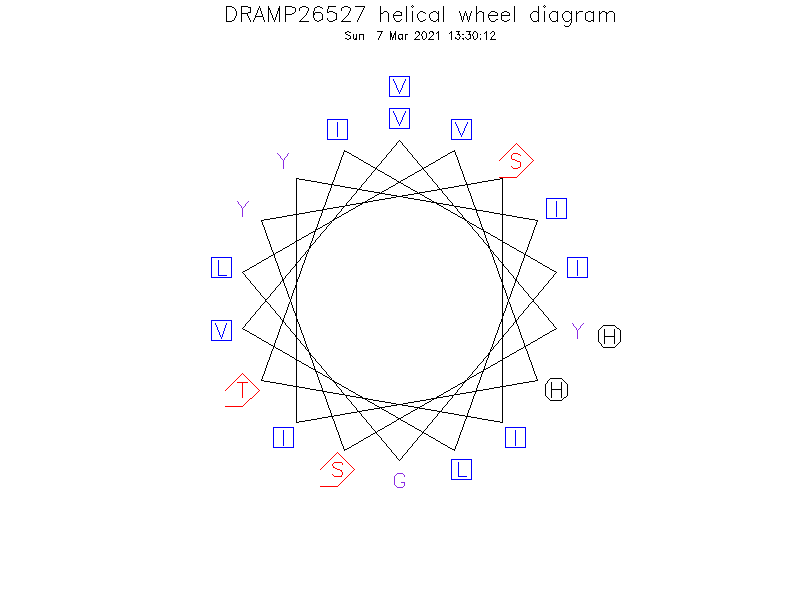 DRAMP26527 helical wheel diagram
Sun 7 Mar 2021 13:30:12
V
I V V
Y S
Y I
L I
V Y H
T H
I I
S L
G